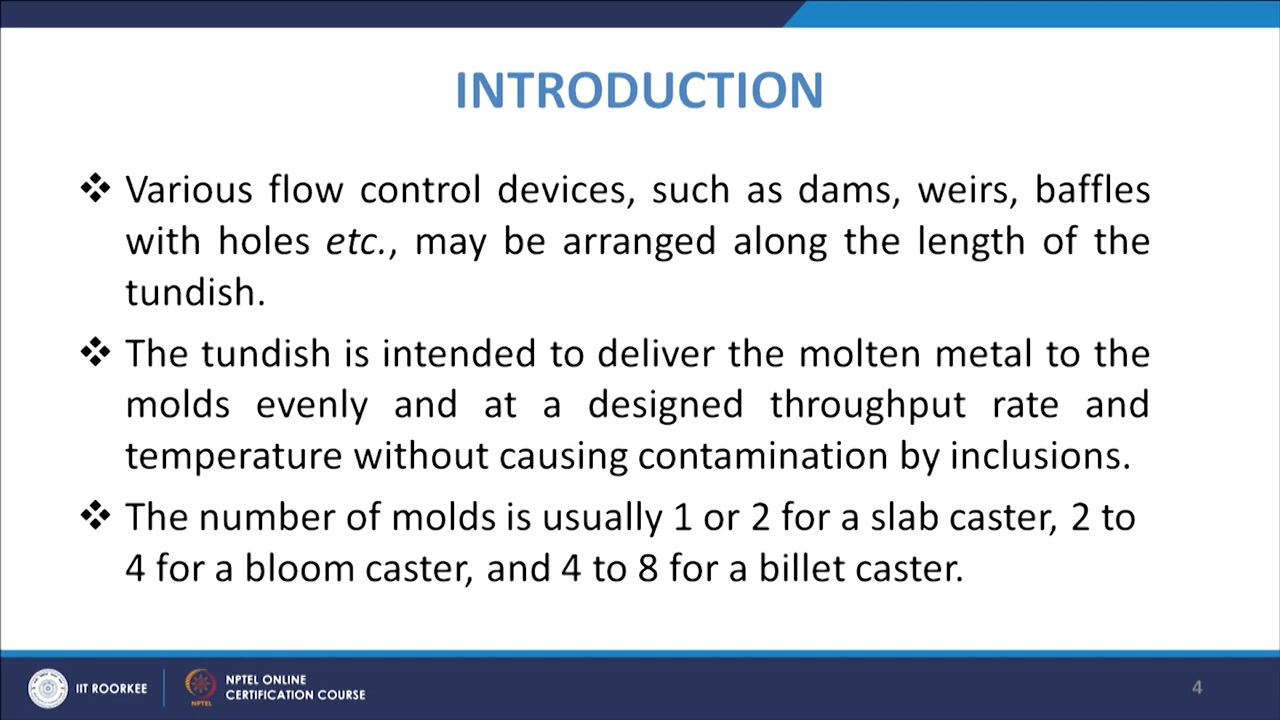 INTRODUCTION
❖ Various flow control devices, such as dams, weirs, baffles
with holes etc., may be arranged along the length of the
tundish.
❖ The tundish is intended to deliver the molten metal to the
molds evenly and at a designed throughput rate and
temperature without causing contamination by inclusions.
❖ The number of molds is usually 1 or 2 for a slab caster, 2 to
4 for a bloom caster, and 4 to 8 for a billet caster.
IIT ROORKEE
NPTEL
NPTEL ONLINE
CERTIFICATION COURSE
4